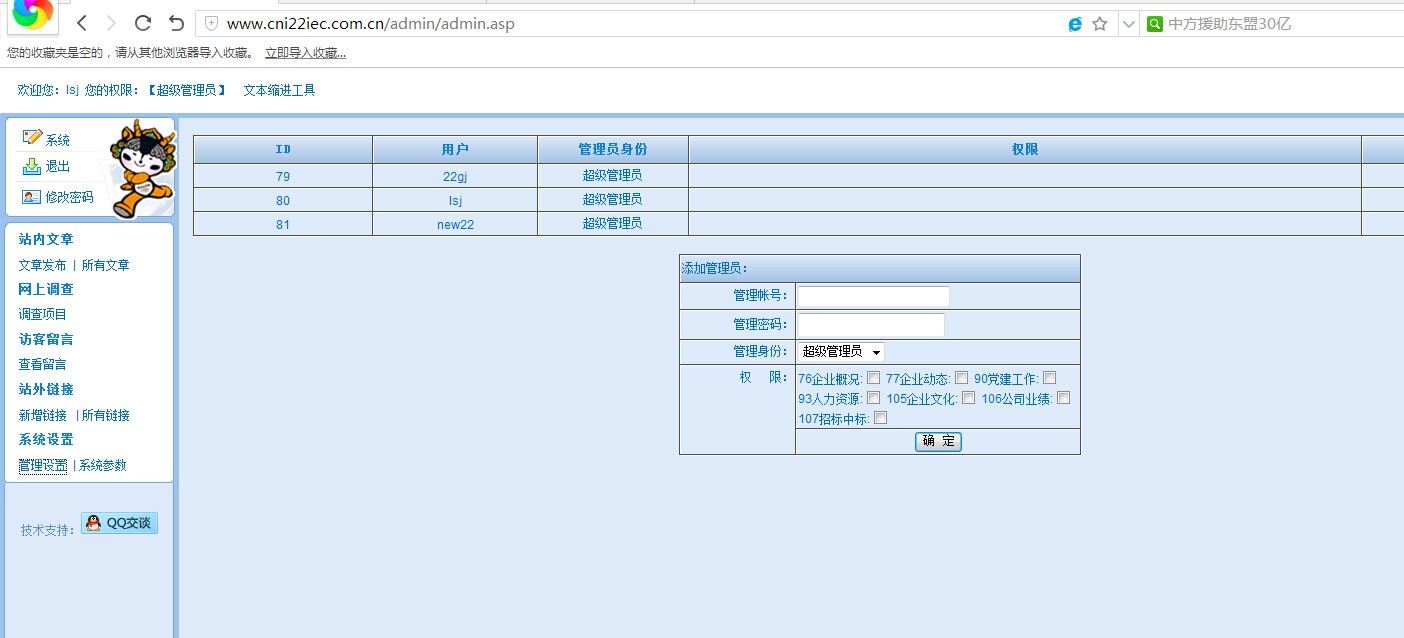 www.cni22iec.com.cn/admin/admin.asp
中方援助东盟30亿
您的收藏夹是空的，请从其他浏览器导入收藏。 立即导入收藏...
欢迎您：lsj 您的权限：【超级管理员】 文本缩进工具
系统
退出
修改密码
站内文章
文章发布 | 所有文章
网上调查
调查项目
访客留言
查看留言
站外链接
新增链接 | 所有链接
系统设置
管理设置 | 系统参数
技术支持： QQ交谈
ID 用户 管理员身份 权限
79 22gj 超级管理员
80 lsj 超级管理员
81 new22 超级管理员
添加管理员：
管理帐号：
管理密码：
管理身份： 超级管理员
权 限： 76企业概况: 77企业动态: 90党建工作:
93人力资源: 105企业文化: 106公司业绩:
107招标中标:
确 定